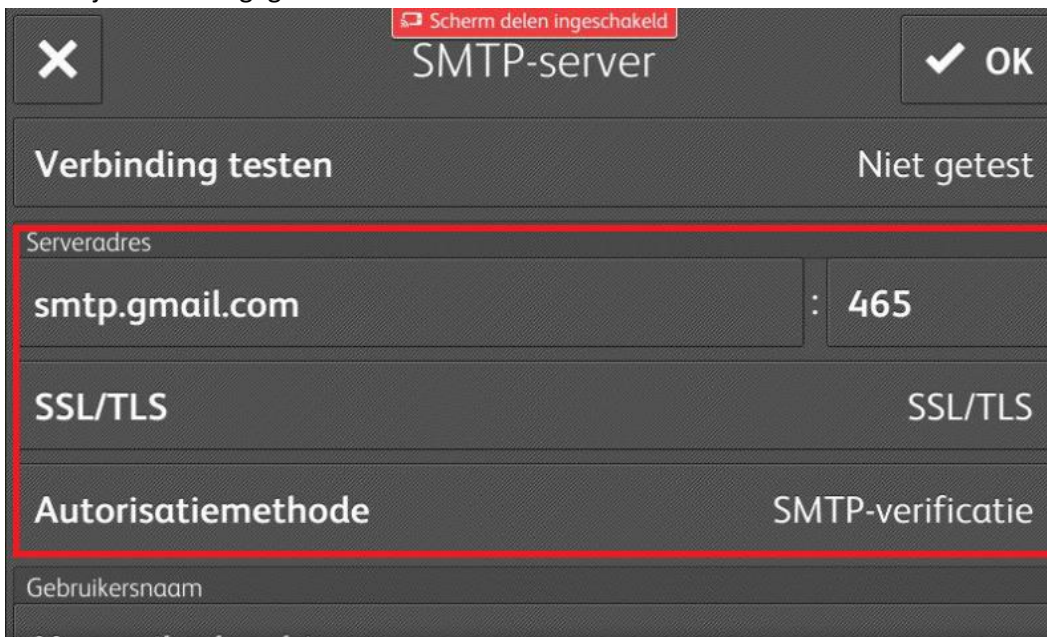 Scherm delen ingeschakeld
SMTP-server
OK
Verbinding testen Niet getest
Serveradres
smtp.gmail.com : 465
SSL/TLS SSL/TLS
Autorisatiemethode SMTP-verificatie
Gebruikersnaam